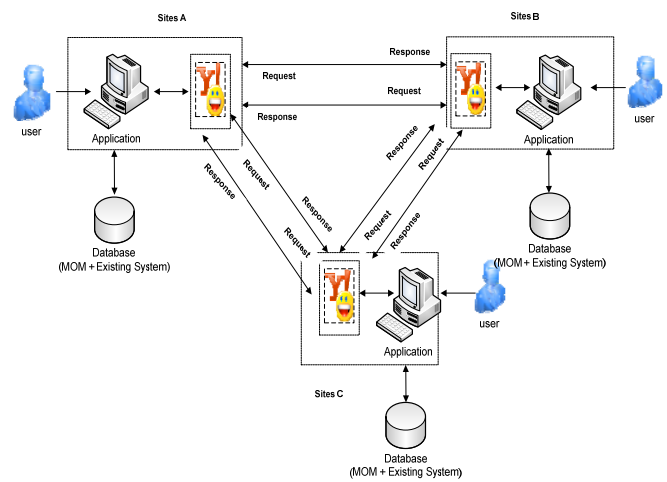 Sites A
Sites B
Response
Request
Request
Response
Y!
Y!
user
user
Application
Application
Response
Request
Response
Request
Response
Request
Request
Response
Database
(MOM + Existing System)
Database
(MOM + Existing System)
Y!
user
Application
Sites C
Database
(MOM + Existing System)